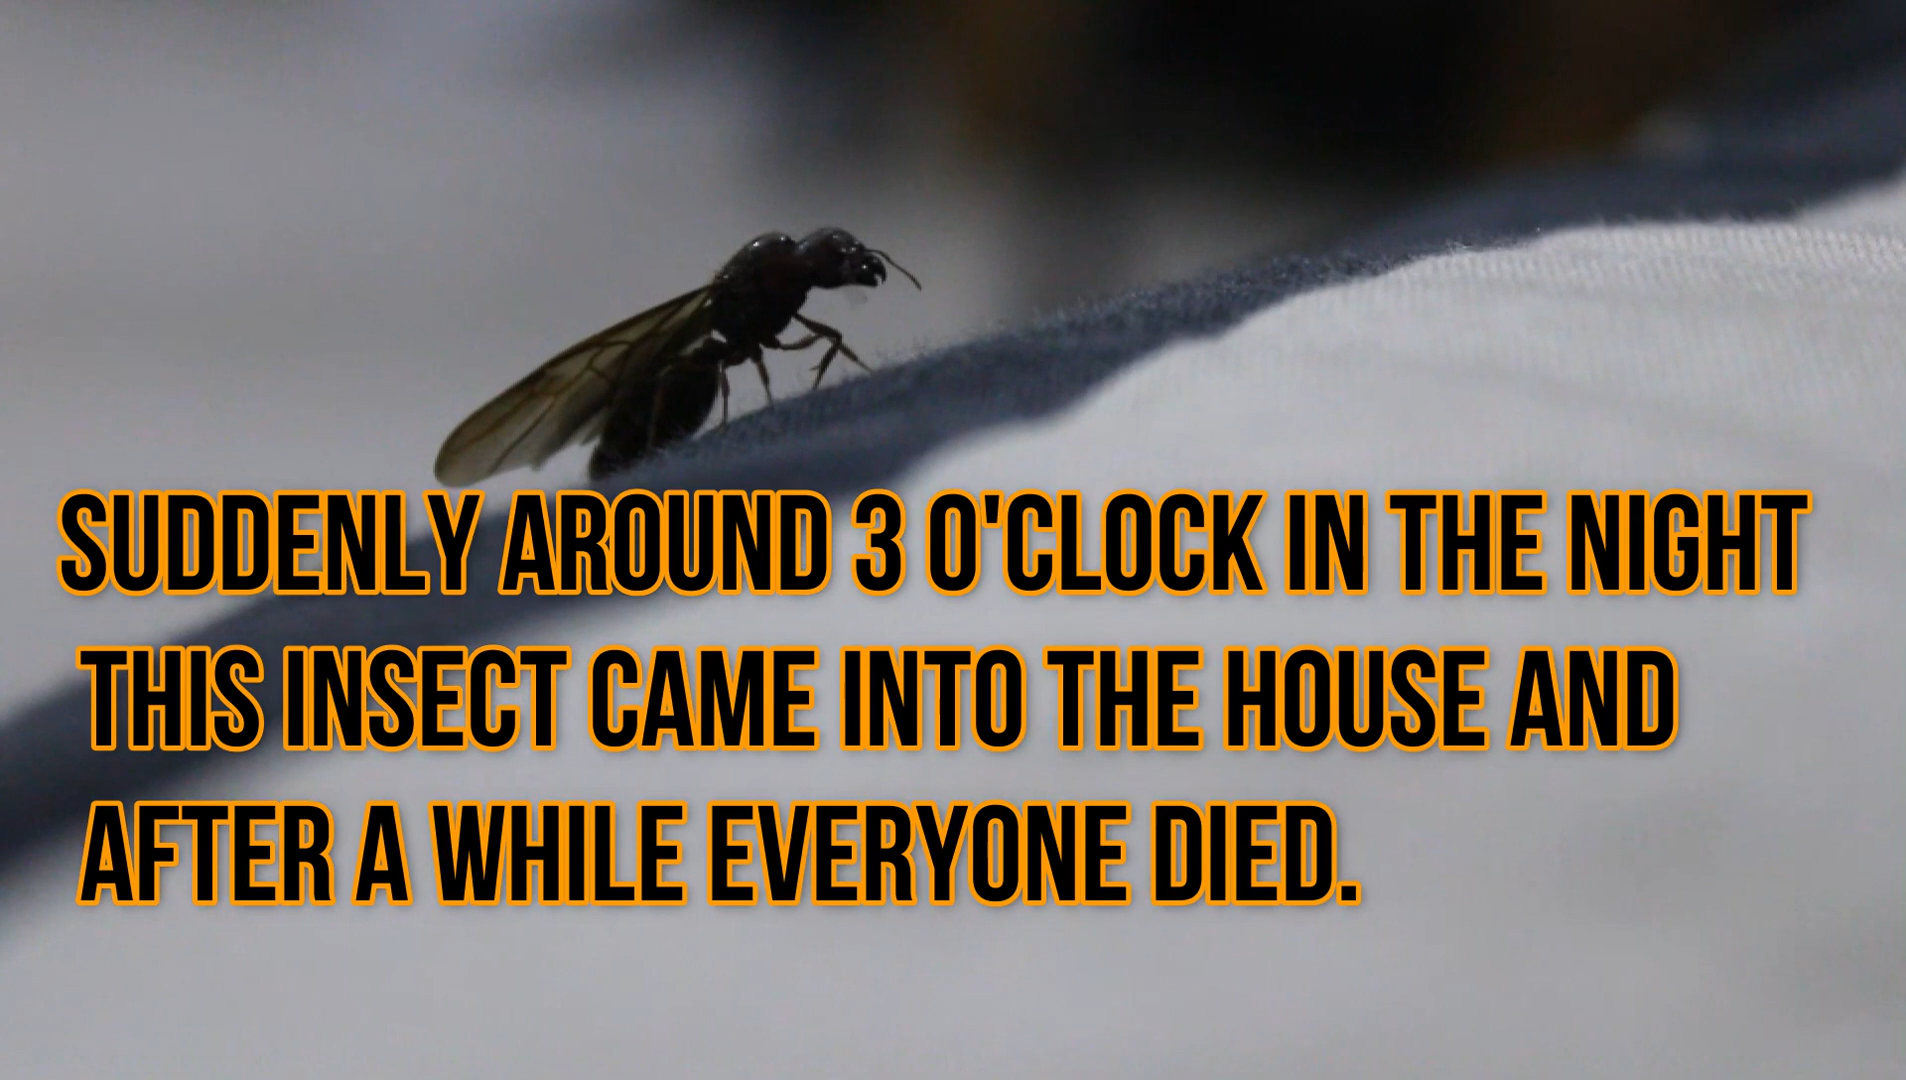 SUDDENLY AROUND 3 O'CLOCK IN THE NIGHT
THIS INSECT CAME INTO THE HOUSE AND
AFTER A WHILE EVERYONE DIED.